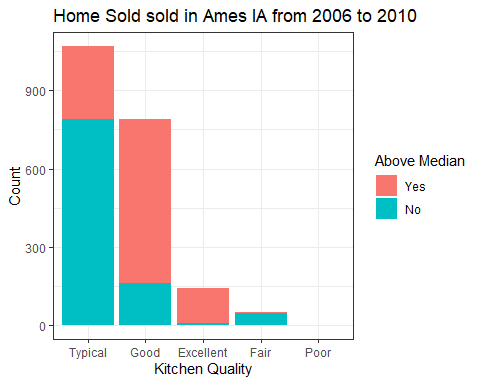 Home Sold sold in Ames IA from 2006 to 2010
Count
900
600
300
0
Typical Good Excellent Fair Poor
Kitchen Quality
Above Median
Yes
No